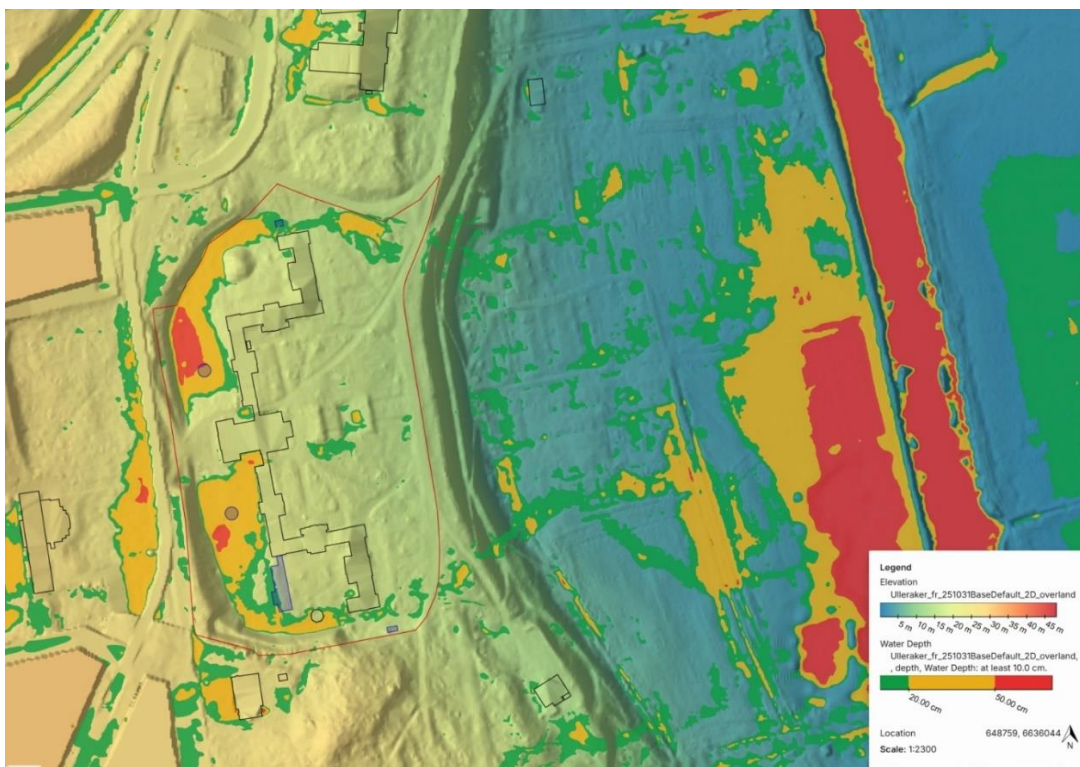 Legend
Elevation
Ulleraker_fr_251031BaseDefault_2D_overland
5 m 10 m 15 m 20 m 25 m 30 m 35 m 40 m 45 m
Water Depth
Ulleraker_fr_251031BaseDefault_2D_overland,
, depth, Water Depth: at least 10.0 cm.
20.00 cm 50.00 cm
Location 648759, 6636044
N
Scale: 1:2300